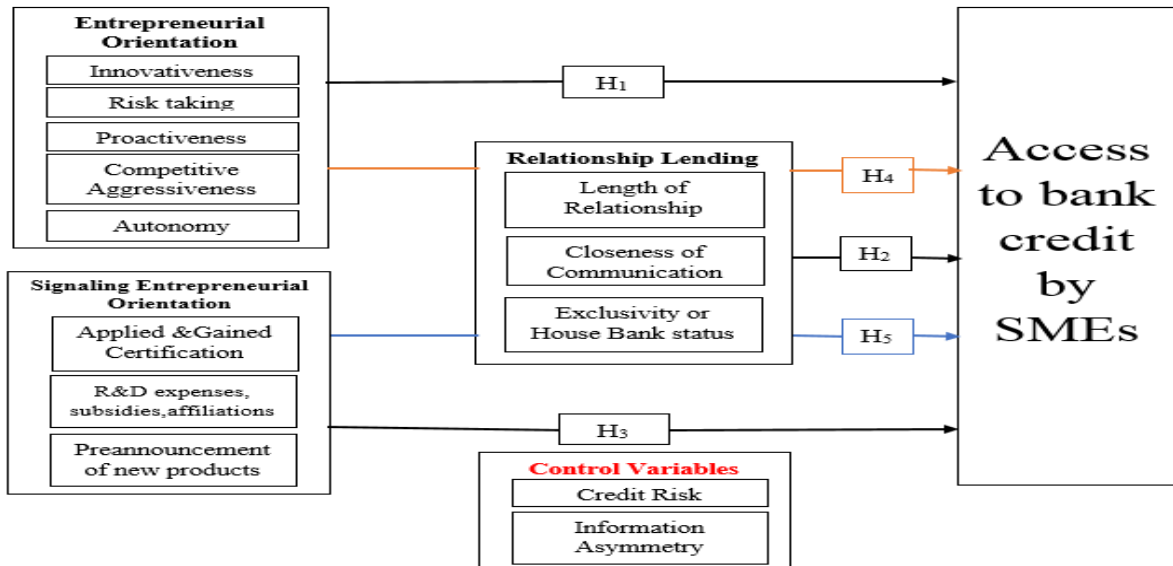 Entrepreneurial
Orientation
Innovativeness
Risk taking
Proactiveness
Competitive
Aggressiveness
Autonomy
Signaling Entrepreneurial
Orientation
Applied &Gained
Certification
R&D expenses,
subsidies,affiliations
Preannouncement
of new products
Relationship Lending
Length of
Relationship
Closeness of
Communication
Exclusivity or
House Bank status
Control Variables
Credit Risk
Information
Asymmetry
H₁
H₄
H₂
H₅
H₃
Access
to bank
credit
by
SMEs